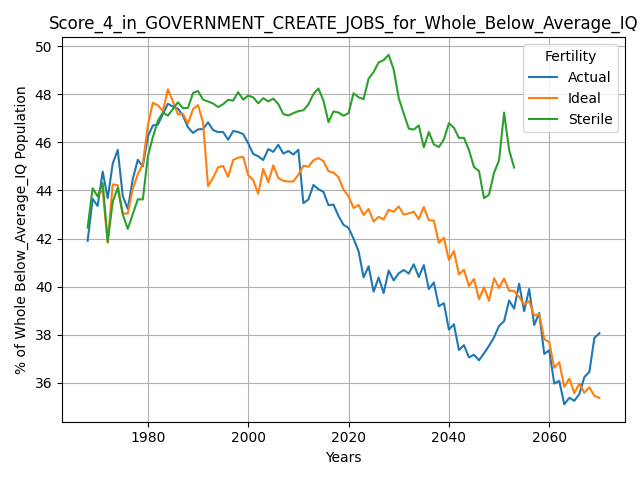 Score_4_in_GOVERNMENT_CREATE_JOBS_for_Whole_Below_Average_IQ
% of Whole Below_Average_IQ Population
50
48
46
44
42
40
38
36
Fertility
Actual
Ideal
Sterile
1980 2000 2020 2040 2060
Years